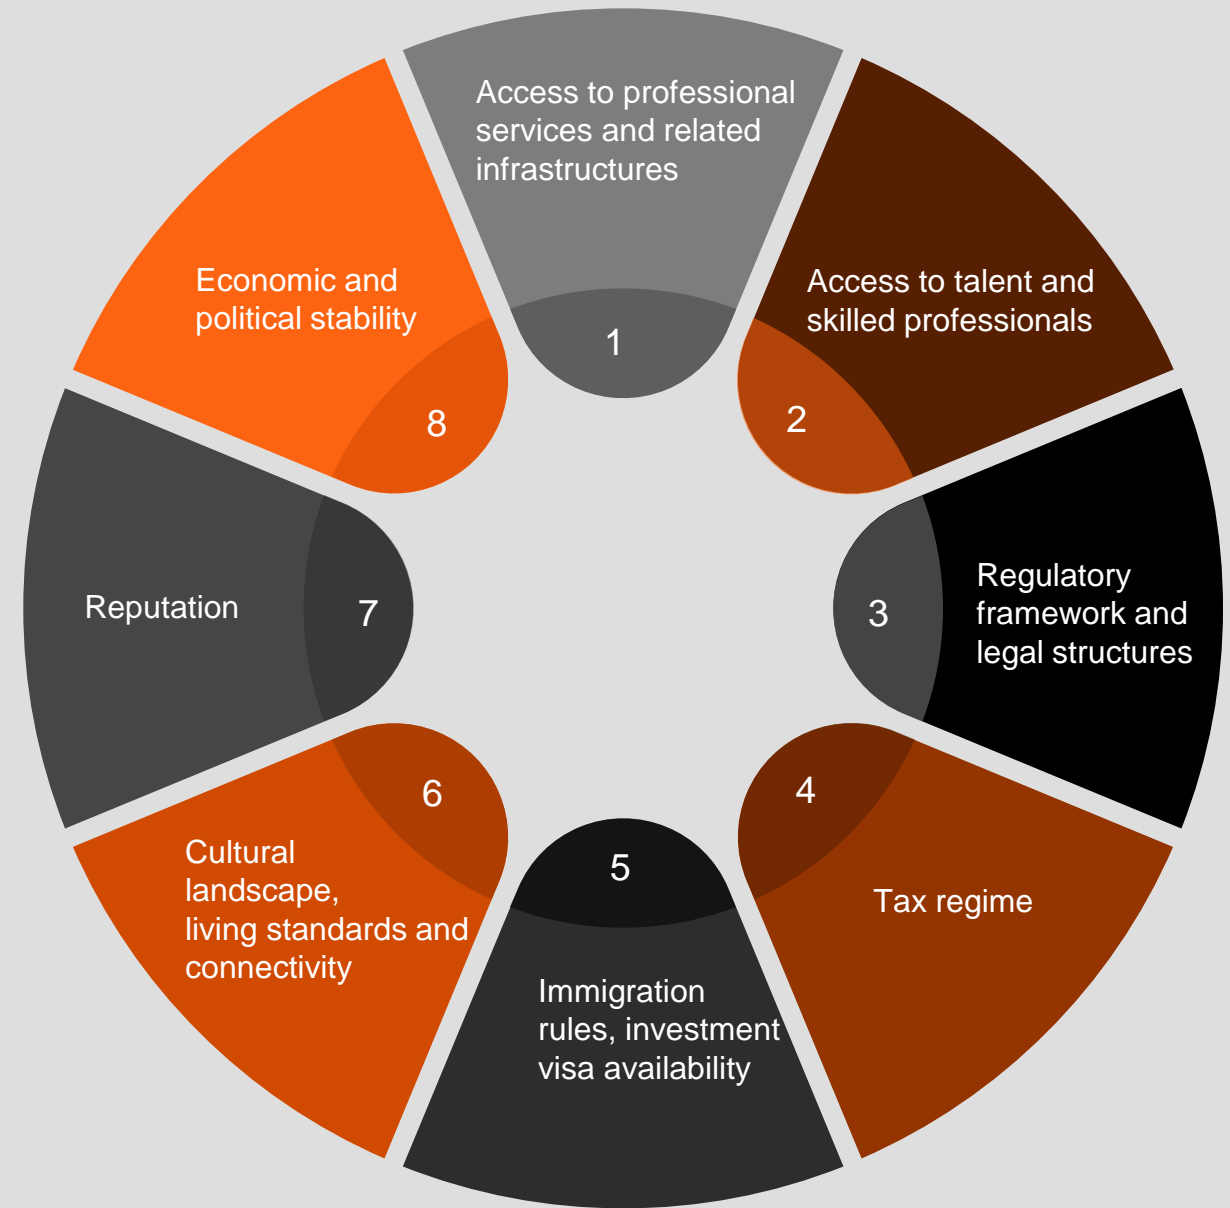 Access to professional
services and related
infrastructures
1
Access to talent and
skilled professionals
2
Regulatory
framework and
legal structures
3
Tax regime
4
Immigration
rules, investment
visa availability
5
Cultural
landscape,
living standards and
connectivity
6
Reputation
7
Economic and
political stability
8